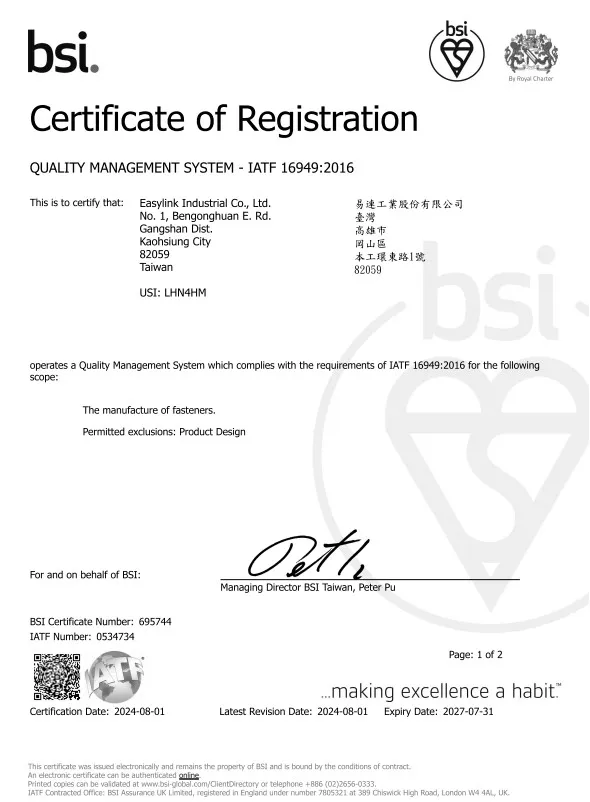 bsi.
bsi
By Royal Charter
Certificate of Registration
QUALITY MANAGEMENT SYSTEM - IATF 16949:2016
This is to certify that:
Easylink Industrial Co., Ltd.
No. 1, Bengonghuan E. Rd.
Gangshan Dist.
Kaohsiung City
82059
Taiwan
USI: LHN4HM
易連工業股份有限公司
臺灣
高雄市
岡山區
本工環東路1號
82059
bsi
operates a Quality Management System which complies with the requirements of IATF 16949:2016 for the following
scope:
The manufacture of fasteners.
Permitted exclusions: Product Design
For and on behalf of BSI:
Managing Director BSI Taiwan, Peter Pu
BSI Certificate Number: 695744
IATF Number: 0534734
Page: 1 of 2
IATF
...making excellence a habit.™
Certification Date: 2024-08-01
Latest Revision Date: 2024-08-01
Expiry Date: 2027-07-31
This certificate was issued electronically and remains the property of BSI and is bound by the conditions of contract.
An electronic certificate can be authenticated online.
Printed copies can be validated at www.bsi-global.com/ClientDirectory or telephone +886 (02)2656-0333.
IATF Contracted Office: BSI Assurance UK Limited, registered in England under number 7805321 at 389 Chiswick High Road, London W4 4AL, UK.